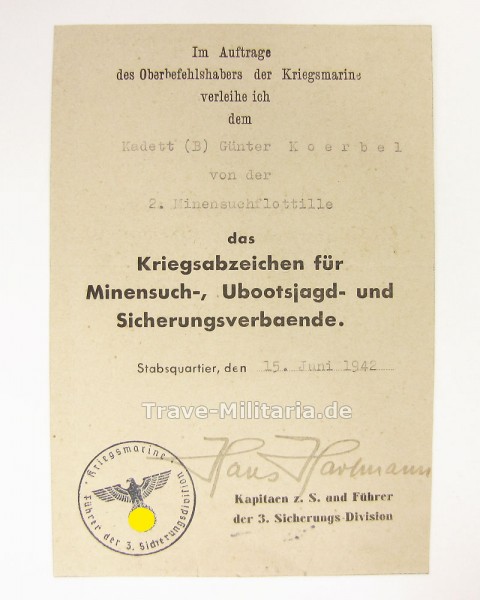 Im Auftrage
des Oberbefehlshabers der Kriegsmarine
verleihe ich
dem
Kadett (B) Günter Koerbel
von der
2. Minensuchflottille
das
Kriegsabzeichen für
Minensuch-, Ubootsjagd- und
Sicherungsverbaende.
Stabsquartier, den 15. Juni 1942
Trave-Militaria.de
Hans Hartmann
Kapitaen z. S. und Führer
der 3. Sicherungs-Division
Kriegsmarine
Führer der 3. Sicherungsdivision